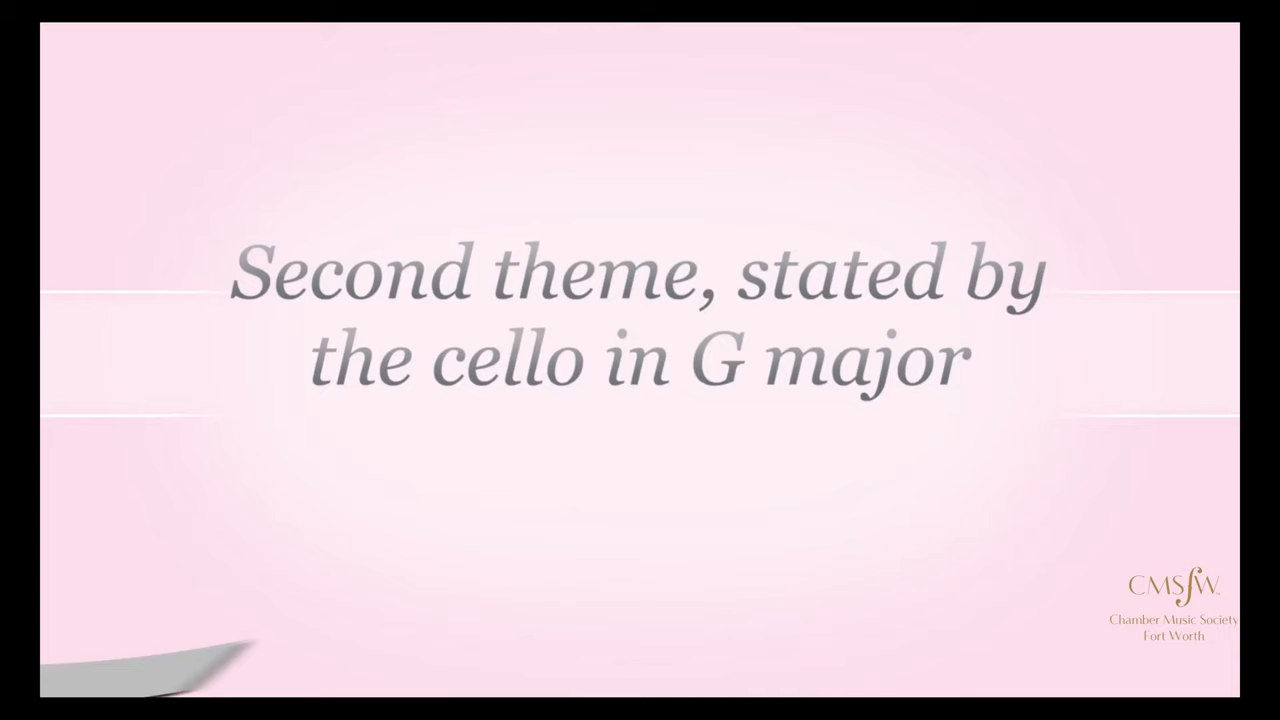 Second theme, stated by
the cello in G major
CMSfW
Chamber Music Society
Fort Worth